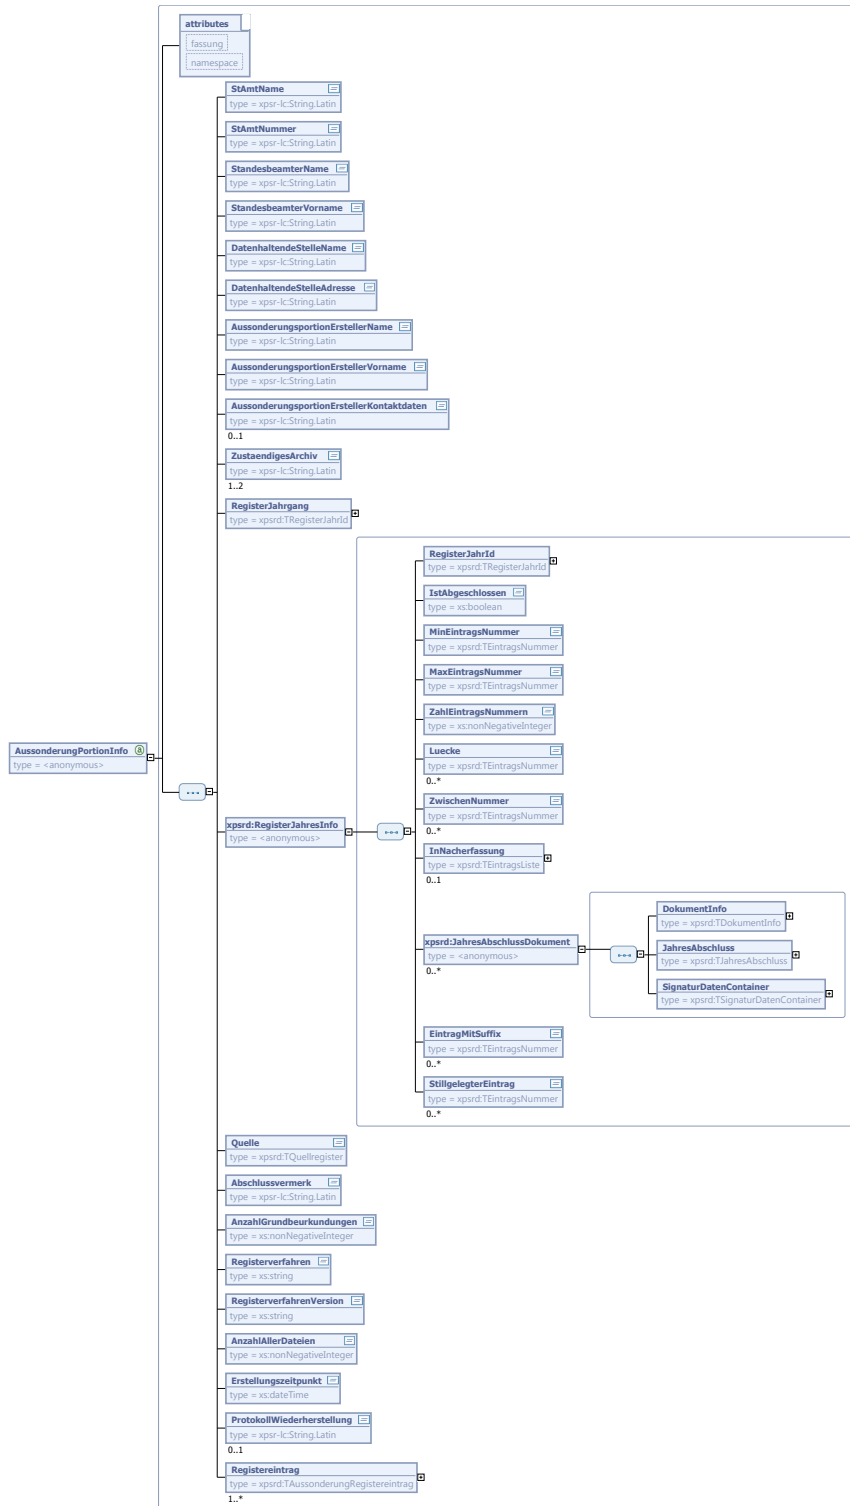 attributes
fassung
namespace
StAmtName
type = xpsr-lc:String.Latin
StAmtNummer
type = xpsr-lc:String.Latin
StandesbeamterName
type = xpsr-lc:String.Latin
StandesbeamterVorname
type = xpsr-lc:String.Latin
DatenhaltendeStelleName
type = xpsr-lc:String.Latin
DatenhaltendeStelleAdresse
type = xpsr-lc:String.Latin
AussonderungsportionErstellerName
type = xpsr-lc:String.Latin
AussonderungsportionErstellerVorname
type = xpsr-lc:String.Latin
AussonderungsportionErstellerKontaktdaten
type = xpsr-lc:String.Latin
0..1
ZustaendigesArchiv
type = xpsr-lc:String.Latin
1..2
RegisterJahrgang
type = xpsrd:TRegisterJahrId
RegisterJahrId
type = xpsrd:TRegisterJahrId
IstAbgeschlossen
type = xs:boolean
MinEintragsNummer
type = xpsrd:TEintragsNummer
MaxEintragsNummer
type = xpsrd:TEintragsNummer
ZahlEintragsNummern
type = xs:nonNegativeInteger
AussonderungPortionInfo
type = <anonymous>
Luecke
type = xpsrd:TEintragsNummer
0..*
ZwischenNummer
type = xpsrd:TEintragsNummer
0..*
xpsrd:RegisterJahresInfo
type = <anonymous>
InNacherfassung
type = xpsrd:TEintragsListe
0..1
xpsrd:JahresAbschlussDokument
type = <anonymous>
0..*
DokumentInfo
type = xpsrd:TDokumentInfo
JahresAbschluss
type = xpsrd:TJahresAbschluss
SignaturDatenContainer
type = xpsrd:TSignaturDatenContainer
EintragMitSuffix
type = xpsrd:TEintragsNummer
0..*
StillgelegterEintrag
type = xpsrd:TEintragsNummer
0..*
Quelle
type = xpsrd:TQuellregister
Abschlussvermerk
type = xpsr-lc:String.Latin
AnzahlGrundbeurkundungen
type = xs:nonNegativeInteger
Registerverfahren
type = xs:string
RegisterverfahrenVersion
type = xs:string
AnzahlAllerDateien
type = xs:nonNegativeInteger
Erstellungszeitpunkt
type = xs:dateTime
ProtokollWiederherstellung
type = xpsr-lc:String.Latin
0..1
Registereintrag
type = xpsrd:TAussonderungRegistereintrag
1..*